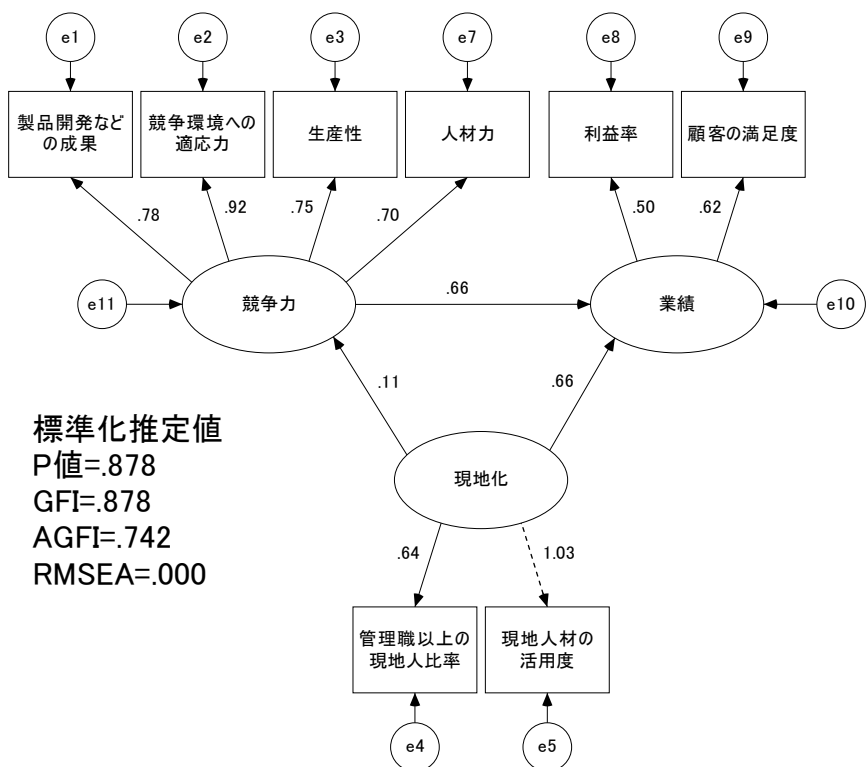 e1
e2
e3
e7
e8
e9
製品開発など
の成果
競争環境への
適応力
生産性
人材力
利益率
顧客の満足度
.78
.92
.75
.70
.50
.62
e11
競争力
.66
業績
e10
.11
.66
標準化推定値
P値=.878
GFI=.878
AGFI=.742
RMSEA=.000
現地化
.64
1.03
管理職以上の
現地人比率
現地人材の
活用度
e4
e5